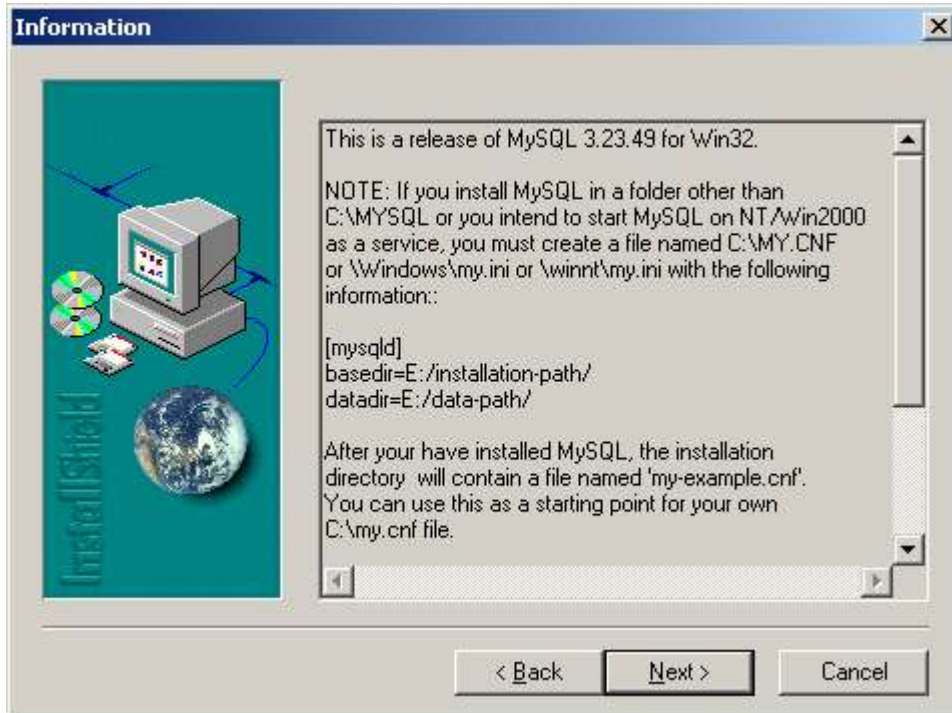 Information
This is a release of MySQL 3.23.49 for Win32.
NOTE: If you install MySQL in a folder other than
C:\MYSQL or you intend to start MySQL on NT/Win2000
as a service, you must create a file named C:\MY.CNF
or \Windows\my.ini or \winnt\my.ini with the following
information::
[mysqld]
basedir=E:/installation-path/
datadir=E:/data-path/
After your have installed MySQL, the installation
directory  will contain a file named 'my-example.cnf'.
You can use this as a starting point for your own
C:\my.cnf file.
InstallShield
< Back
Next >
Cancel